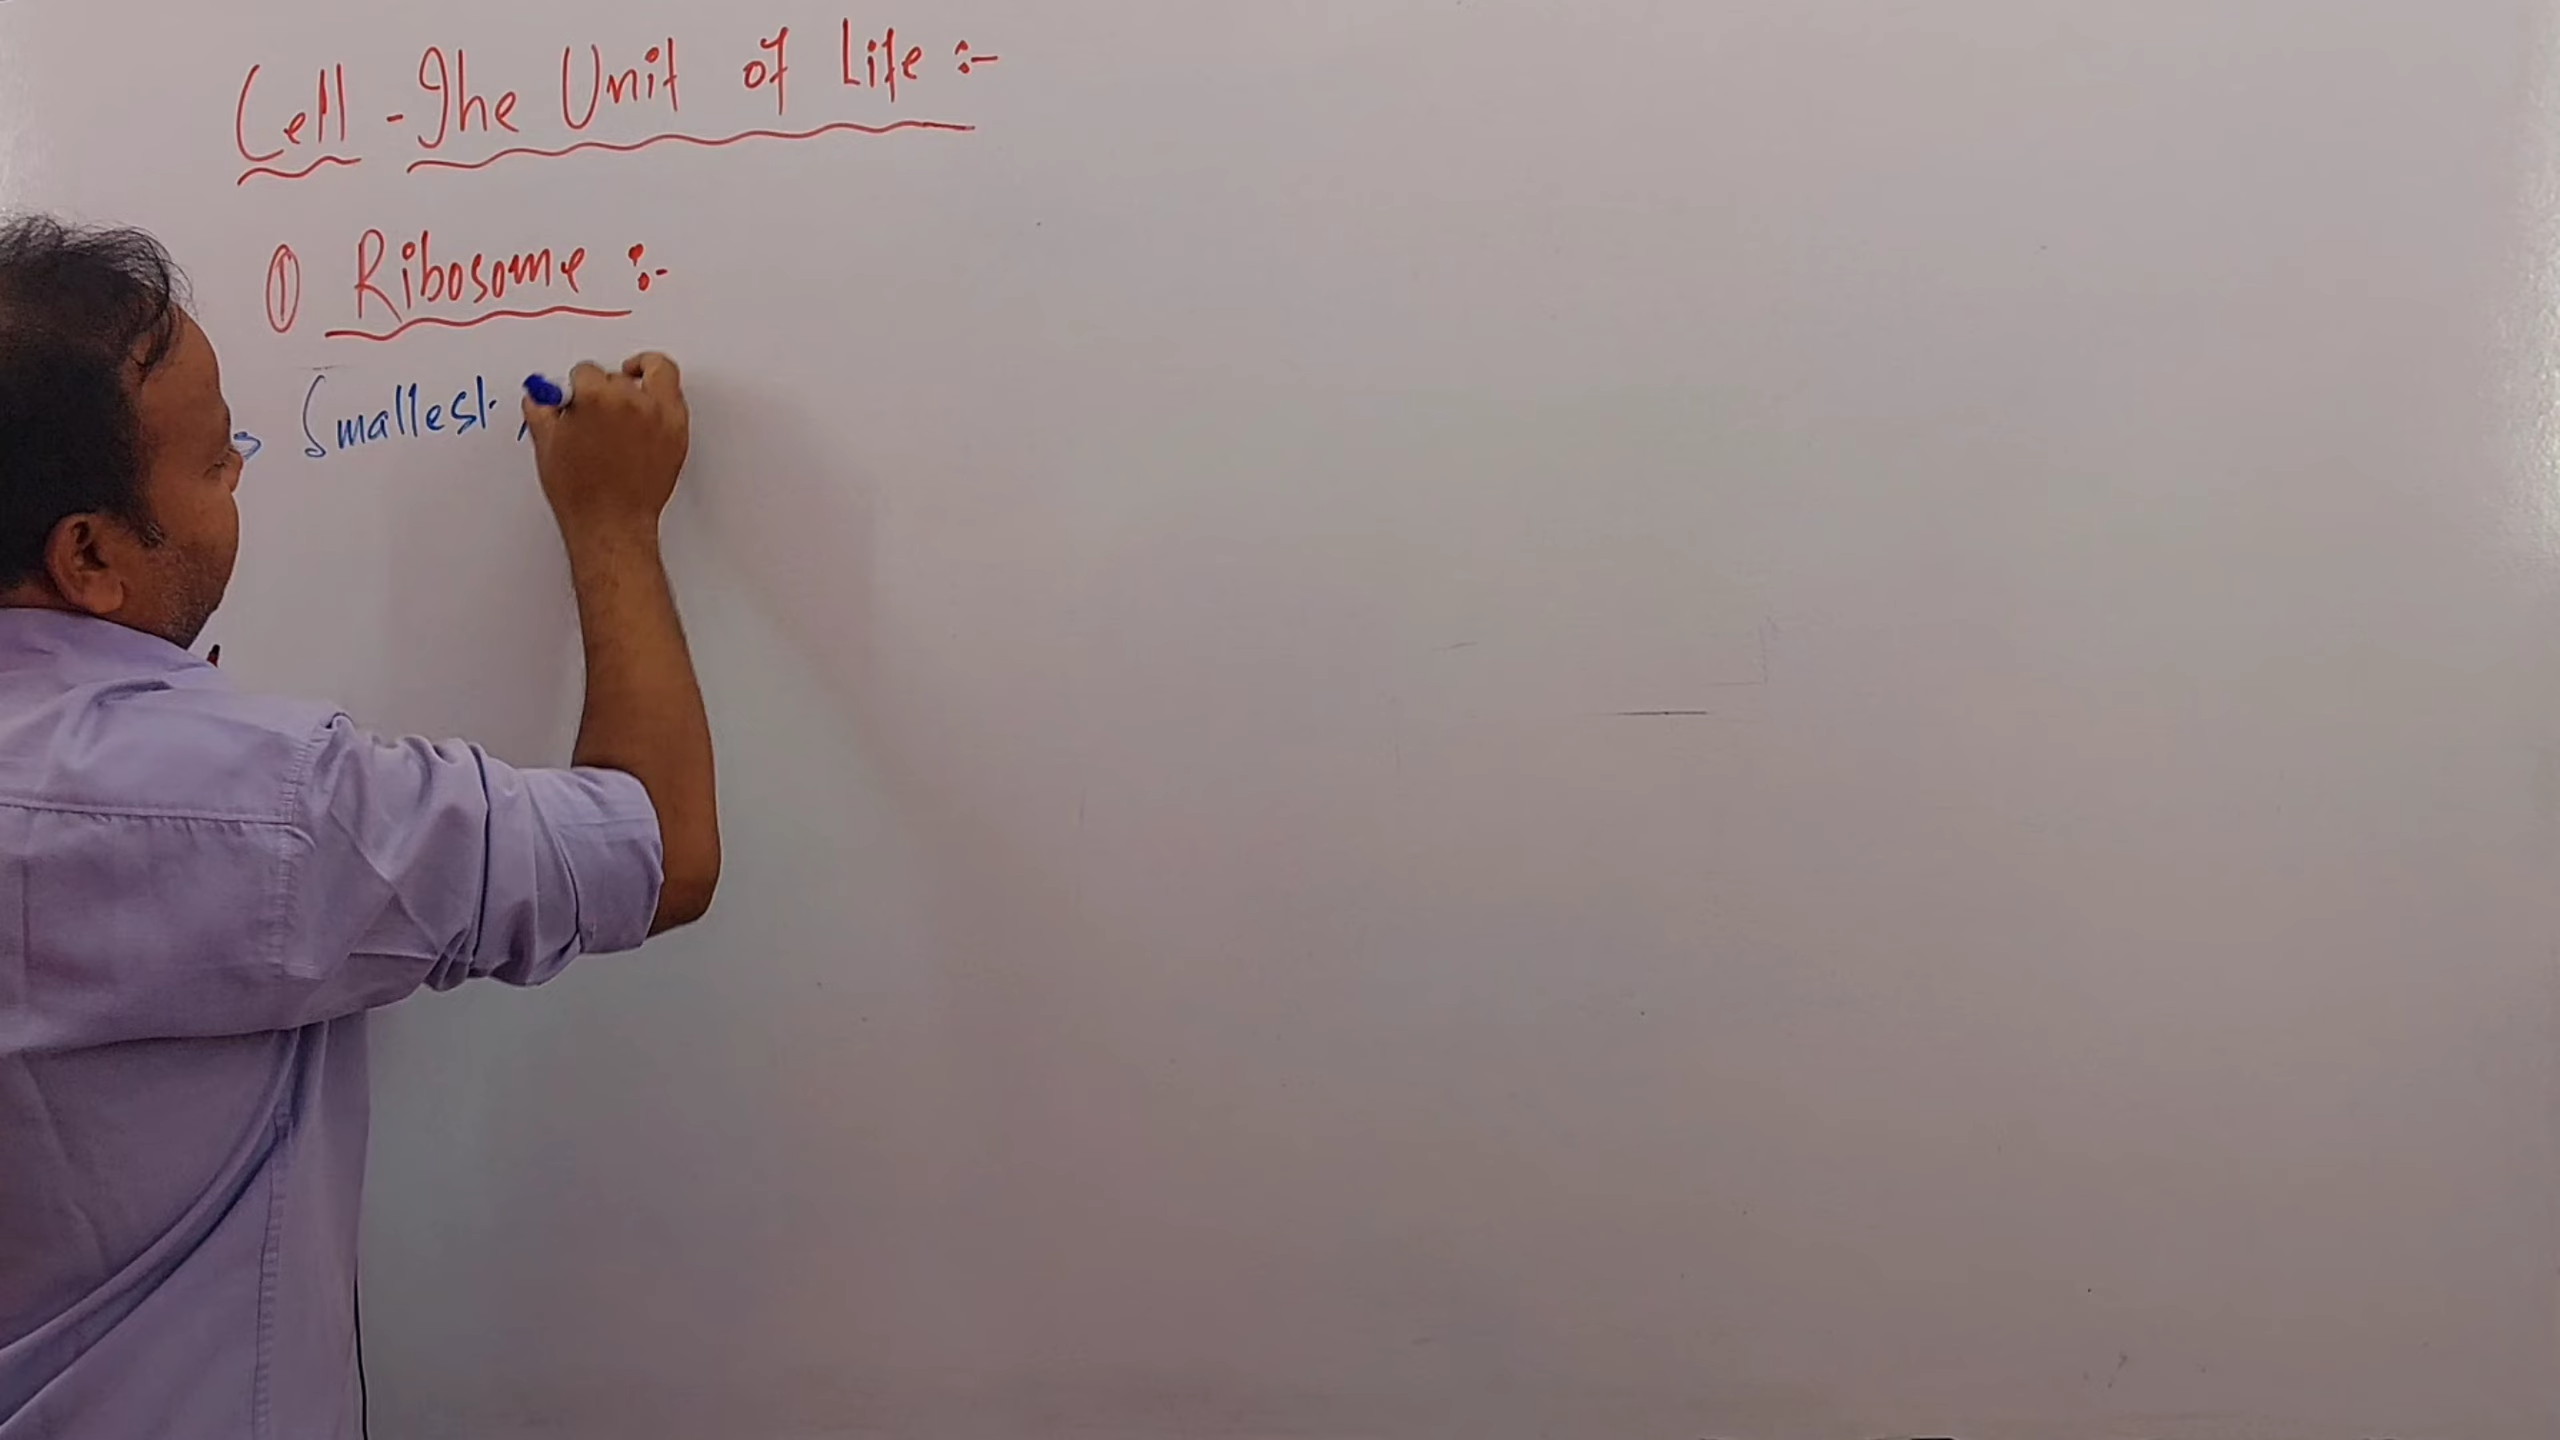 Cell - The Unit of Life :-
① Ribosome :-
Smallest